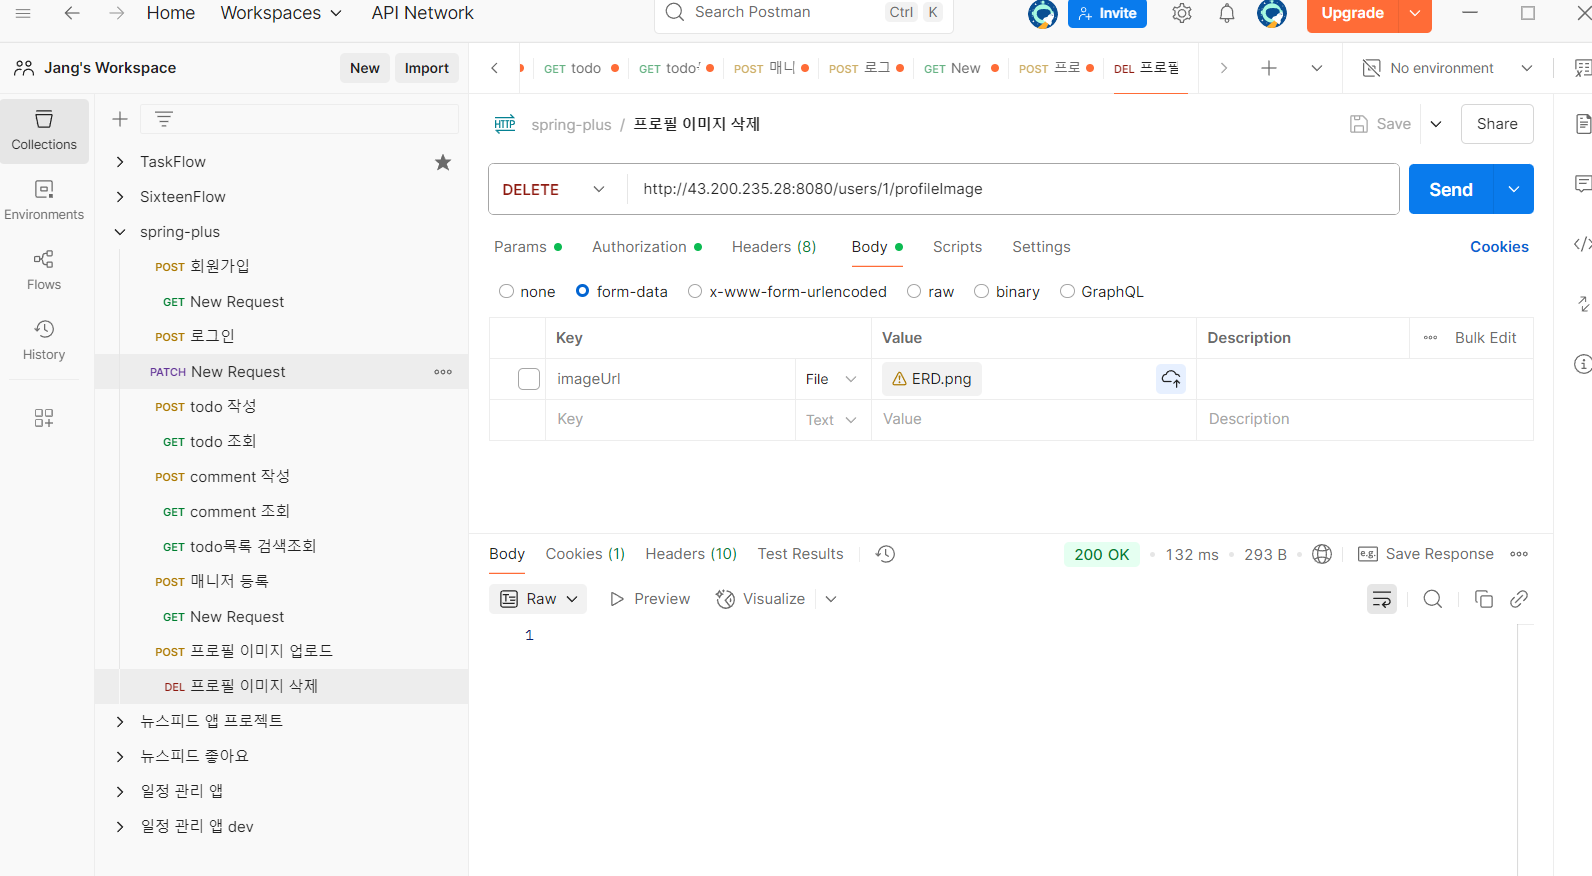 Home Workspaces API Network Search Postman Ctrl K Invite Upgrade
Jang's Workspace New Import
GET todo GET todo POST 매니 POST 로그 GET New POST 프로 DEL 프로필 No environment
Collections
Environments
Flows
History
TaskFlow
SixteenFlow
spring-plus
POST 회원가입
GET New Request
POST 로그인
PATCH New Request
POST todo 작성
GET todo 조회
POST comment 작성
GET comment 조회
GET todo목록 검색조회
POST 매니저 등록
GET New Request
POST 프로필 이미지 업로드
DEL 프로필 이미지 삭제
뉴스피드 앱 프로젝트
뉴스피드 좋아요
일정 관리 앱
일정 관리 앱 dev
HTTP spring-plus / 프로필 이미지 삭제 Save Share
DELETE http://43.200.235.28:8080/users/1/profileImage Send
Params Authorization Headers (8) Body Scripts Settings Cookies
none form-data x-www-form-urlencoded raw binary GraphQL
Key Value Description Bulk Edit
imageUrl File ERD.png
Key Text Value Description
Body Cookies (1) Headers (10) Test Results 200 OK 132 ms 293 B e.g. Save Response
Raw Preview Visualize
1